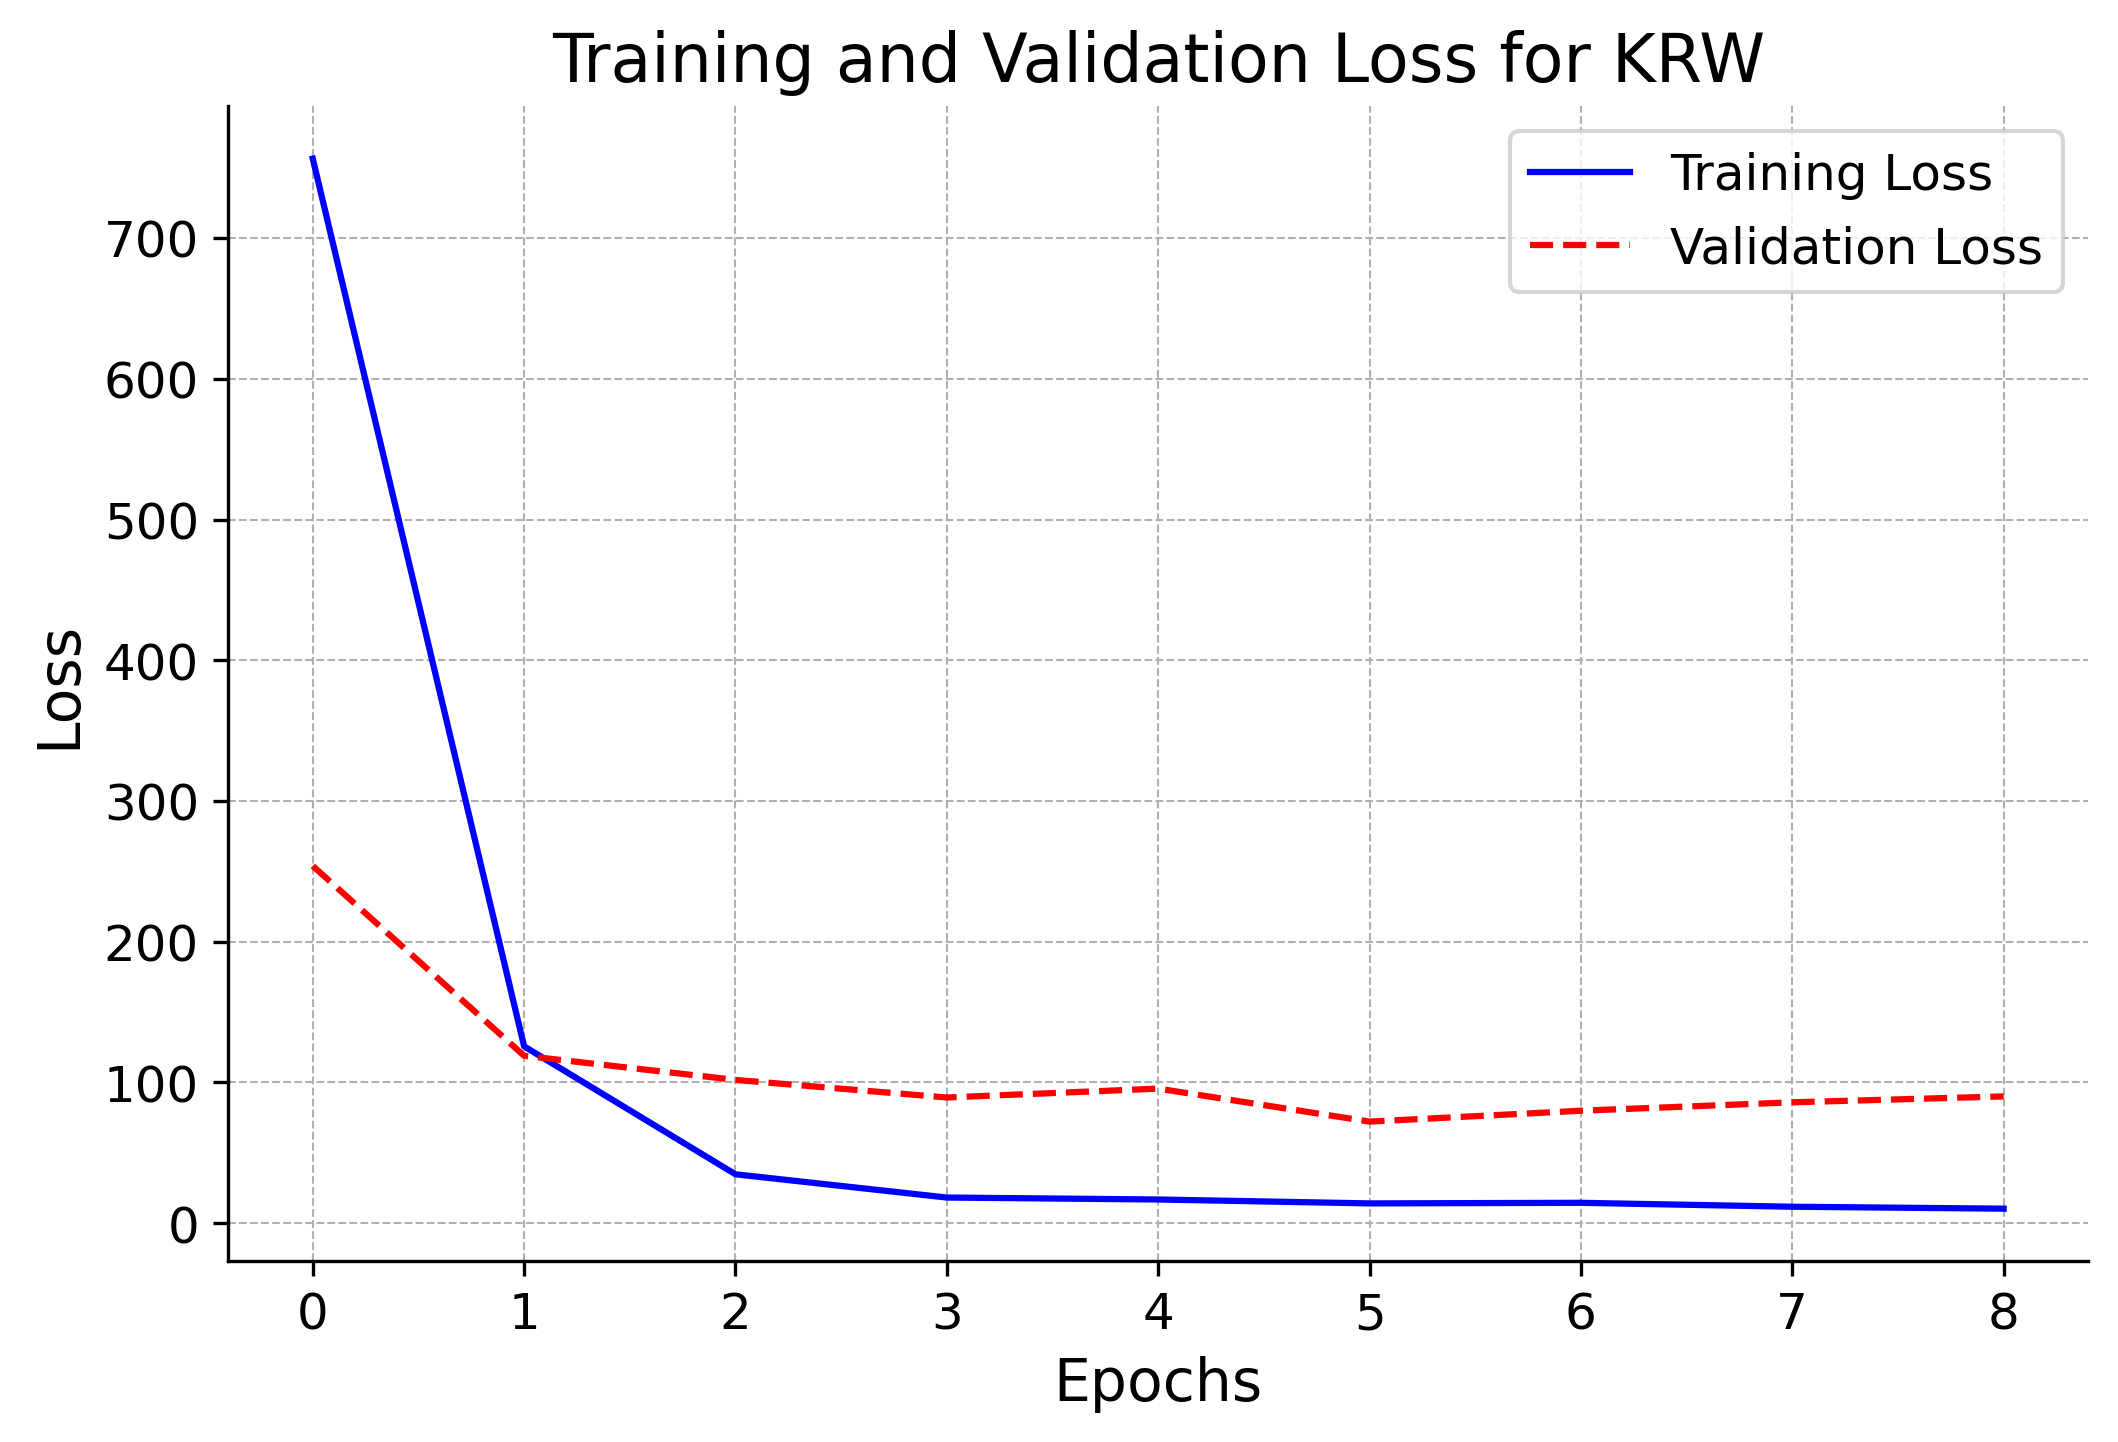 Training and Validation Loss for KRW
Training Loss
Validation Loss
Loss
700
600
500
400
300
200
100
0
0 1 2 3 4 5 6 7 8
Epochs